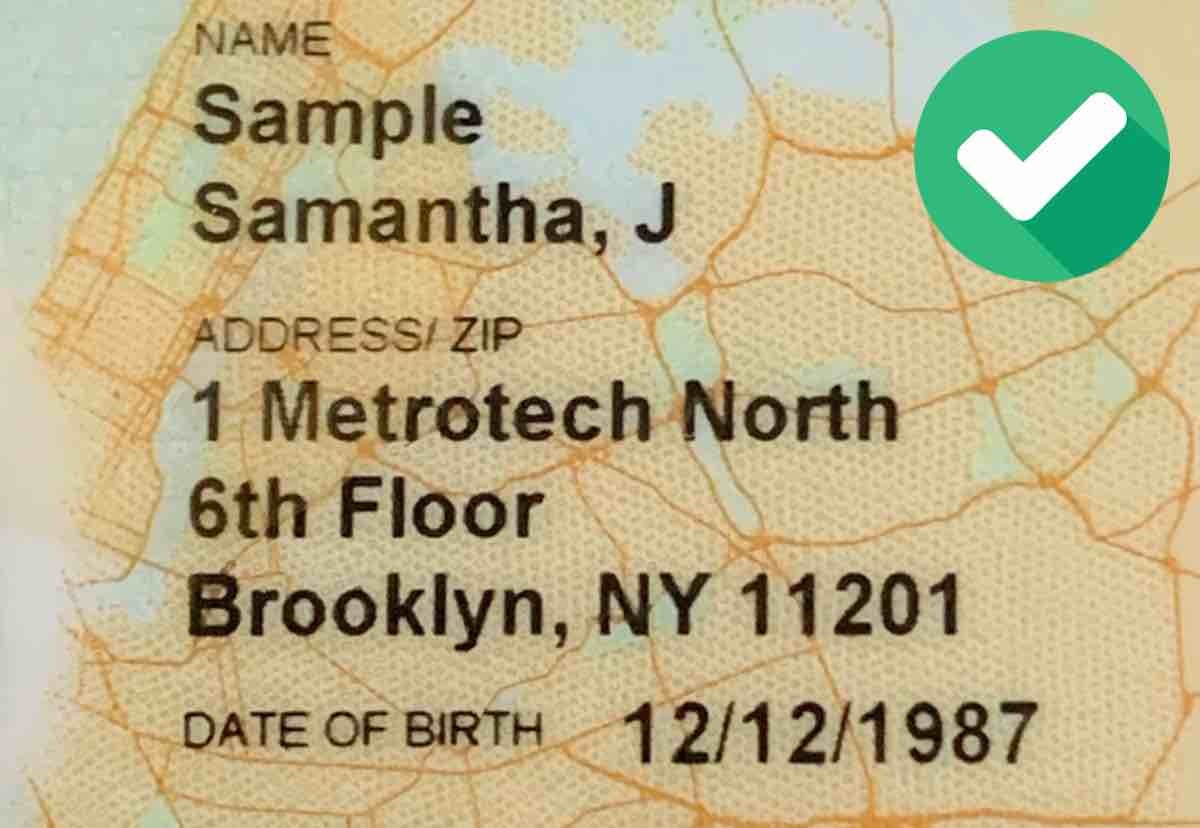 NAME
Sample
Samantha, J
ADDRESS/ ZIP
1 Metrotech North
6th Floor
Brooklyn, NY 11201
DATE OF BIRTH 12/12/1987